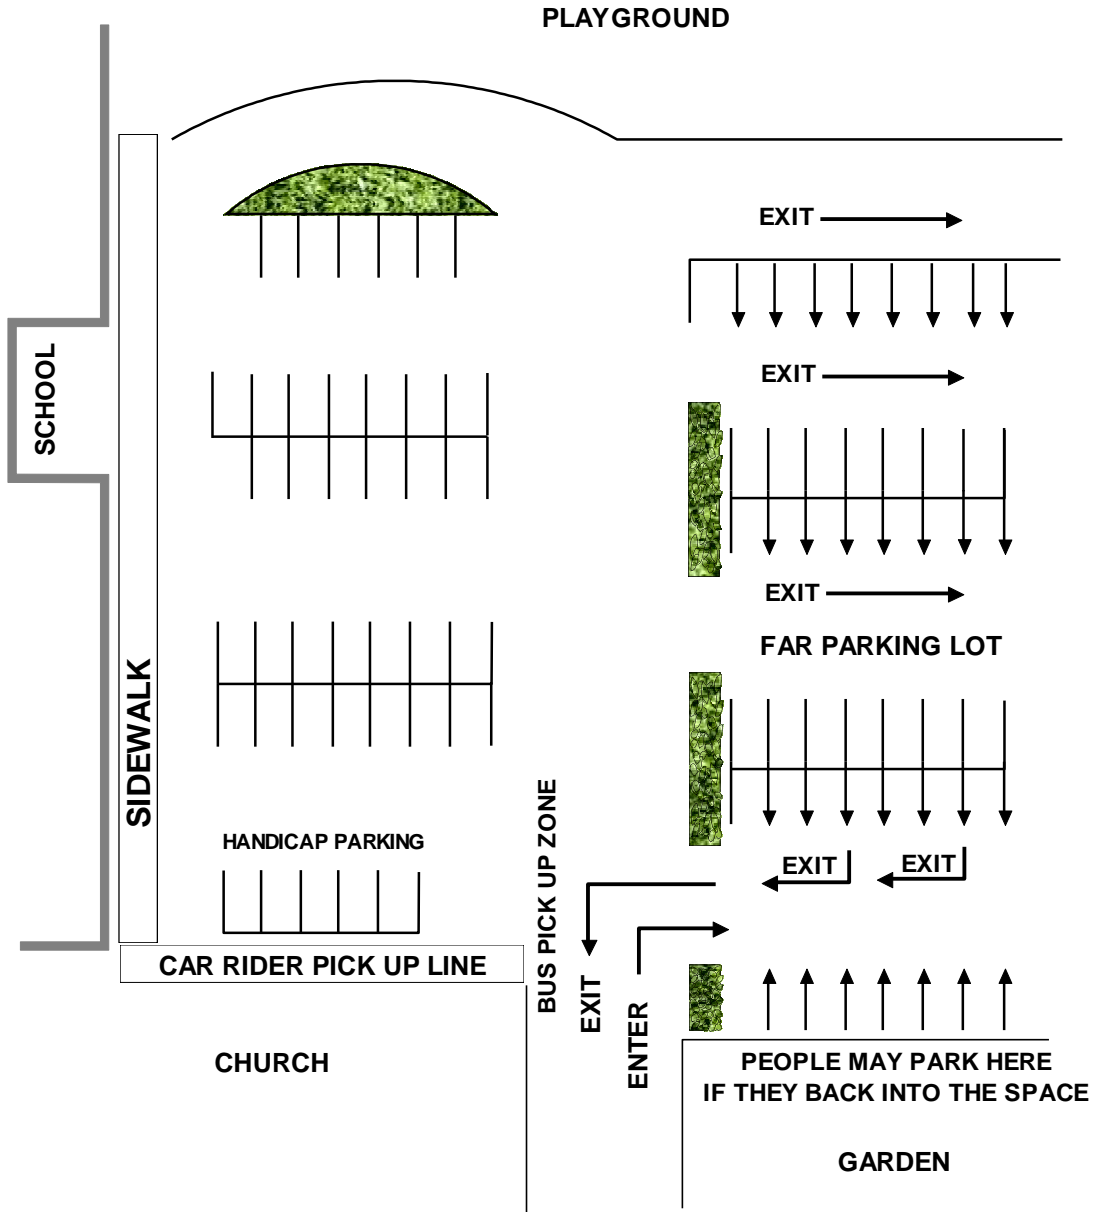 PLAYGROUND
EXIT
SCHOOL
EXIT
EXIT
FAR PARKING LOT
SIDEWALK
HANDICAP PARKING
BUS PICK UP ZONE
EXIT
EXIT
CAR RIDER PICK UP LINE
EXIT
ENTER
CHURCH
PEOPLE MAY PARK HERE
IF THEY BACK INTO THE SPACE
GARDEN